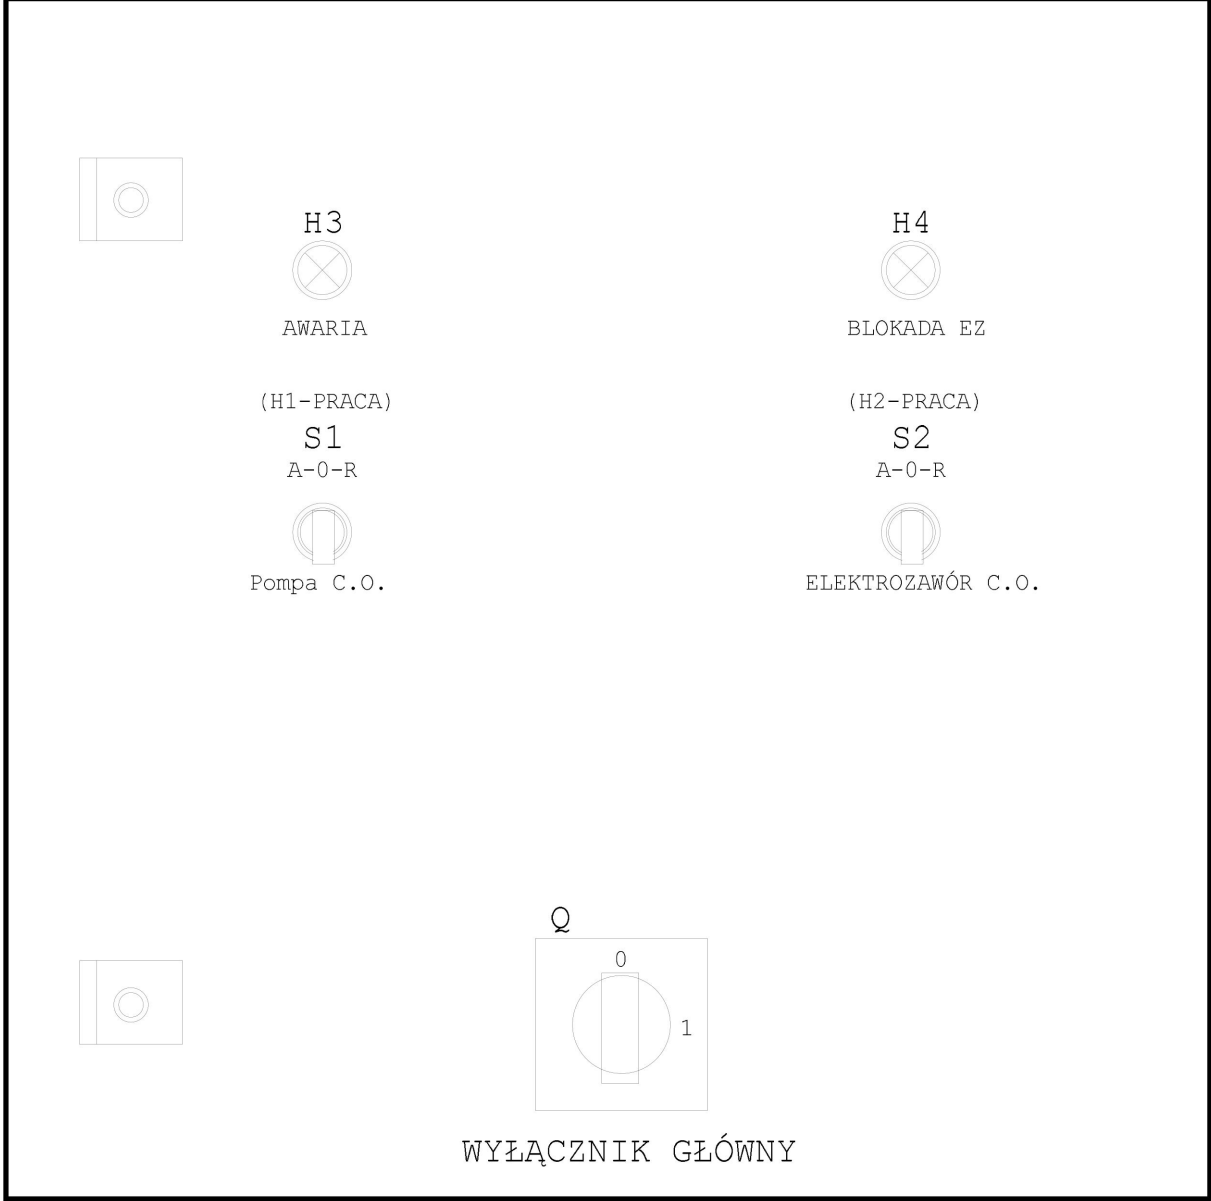 H3
H4
AWARIA
BLOKADA EZ
(H1-PRACA)
(H2-PRACA)
S1
S2
A-0-R
A-0-R
Pompa C.O.
ELEKTROZAWÓR C.O.
Q
0
1
WYŁĄCZNIK GŁÓWNY